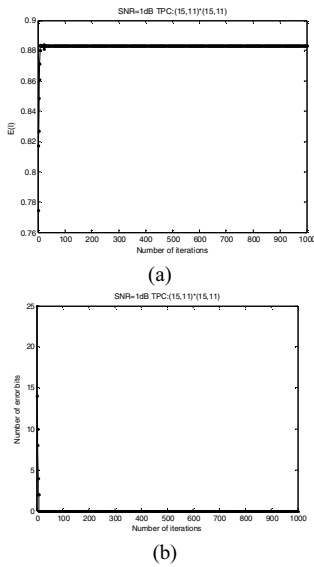 SNR=1dB TPC:(15,11)*(15,11)
0.9
0.88
0.86
0.84
0.82
0.8
0.78
0.76
E(I)
0 100 200 300 400 500 600 700 800 900 1000
Number of iterations
(a)
SNR=1dB TPC:(15,11)*(15,11)
25
20
15
10
5
0
Number of error bits
0 100 200 300 400 500 600 700 800 900 1000
Number of iterations
(b)